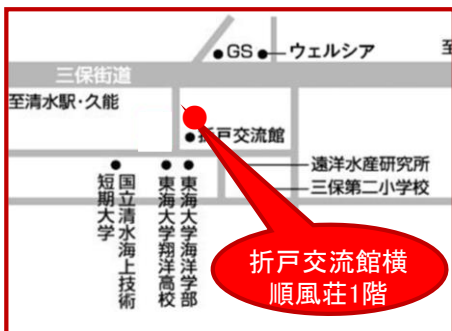 GS
ウェルシア
至
三保街道
至清水駅・久能
折戸交流館
遠洋水産研究所
三保第二小学校
東海大学海洋学部
東海大学翔洋高校
国立清水海上技術
短期大学
折戸交流館横
順風荘1階